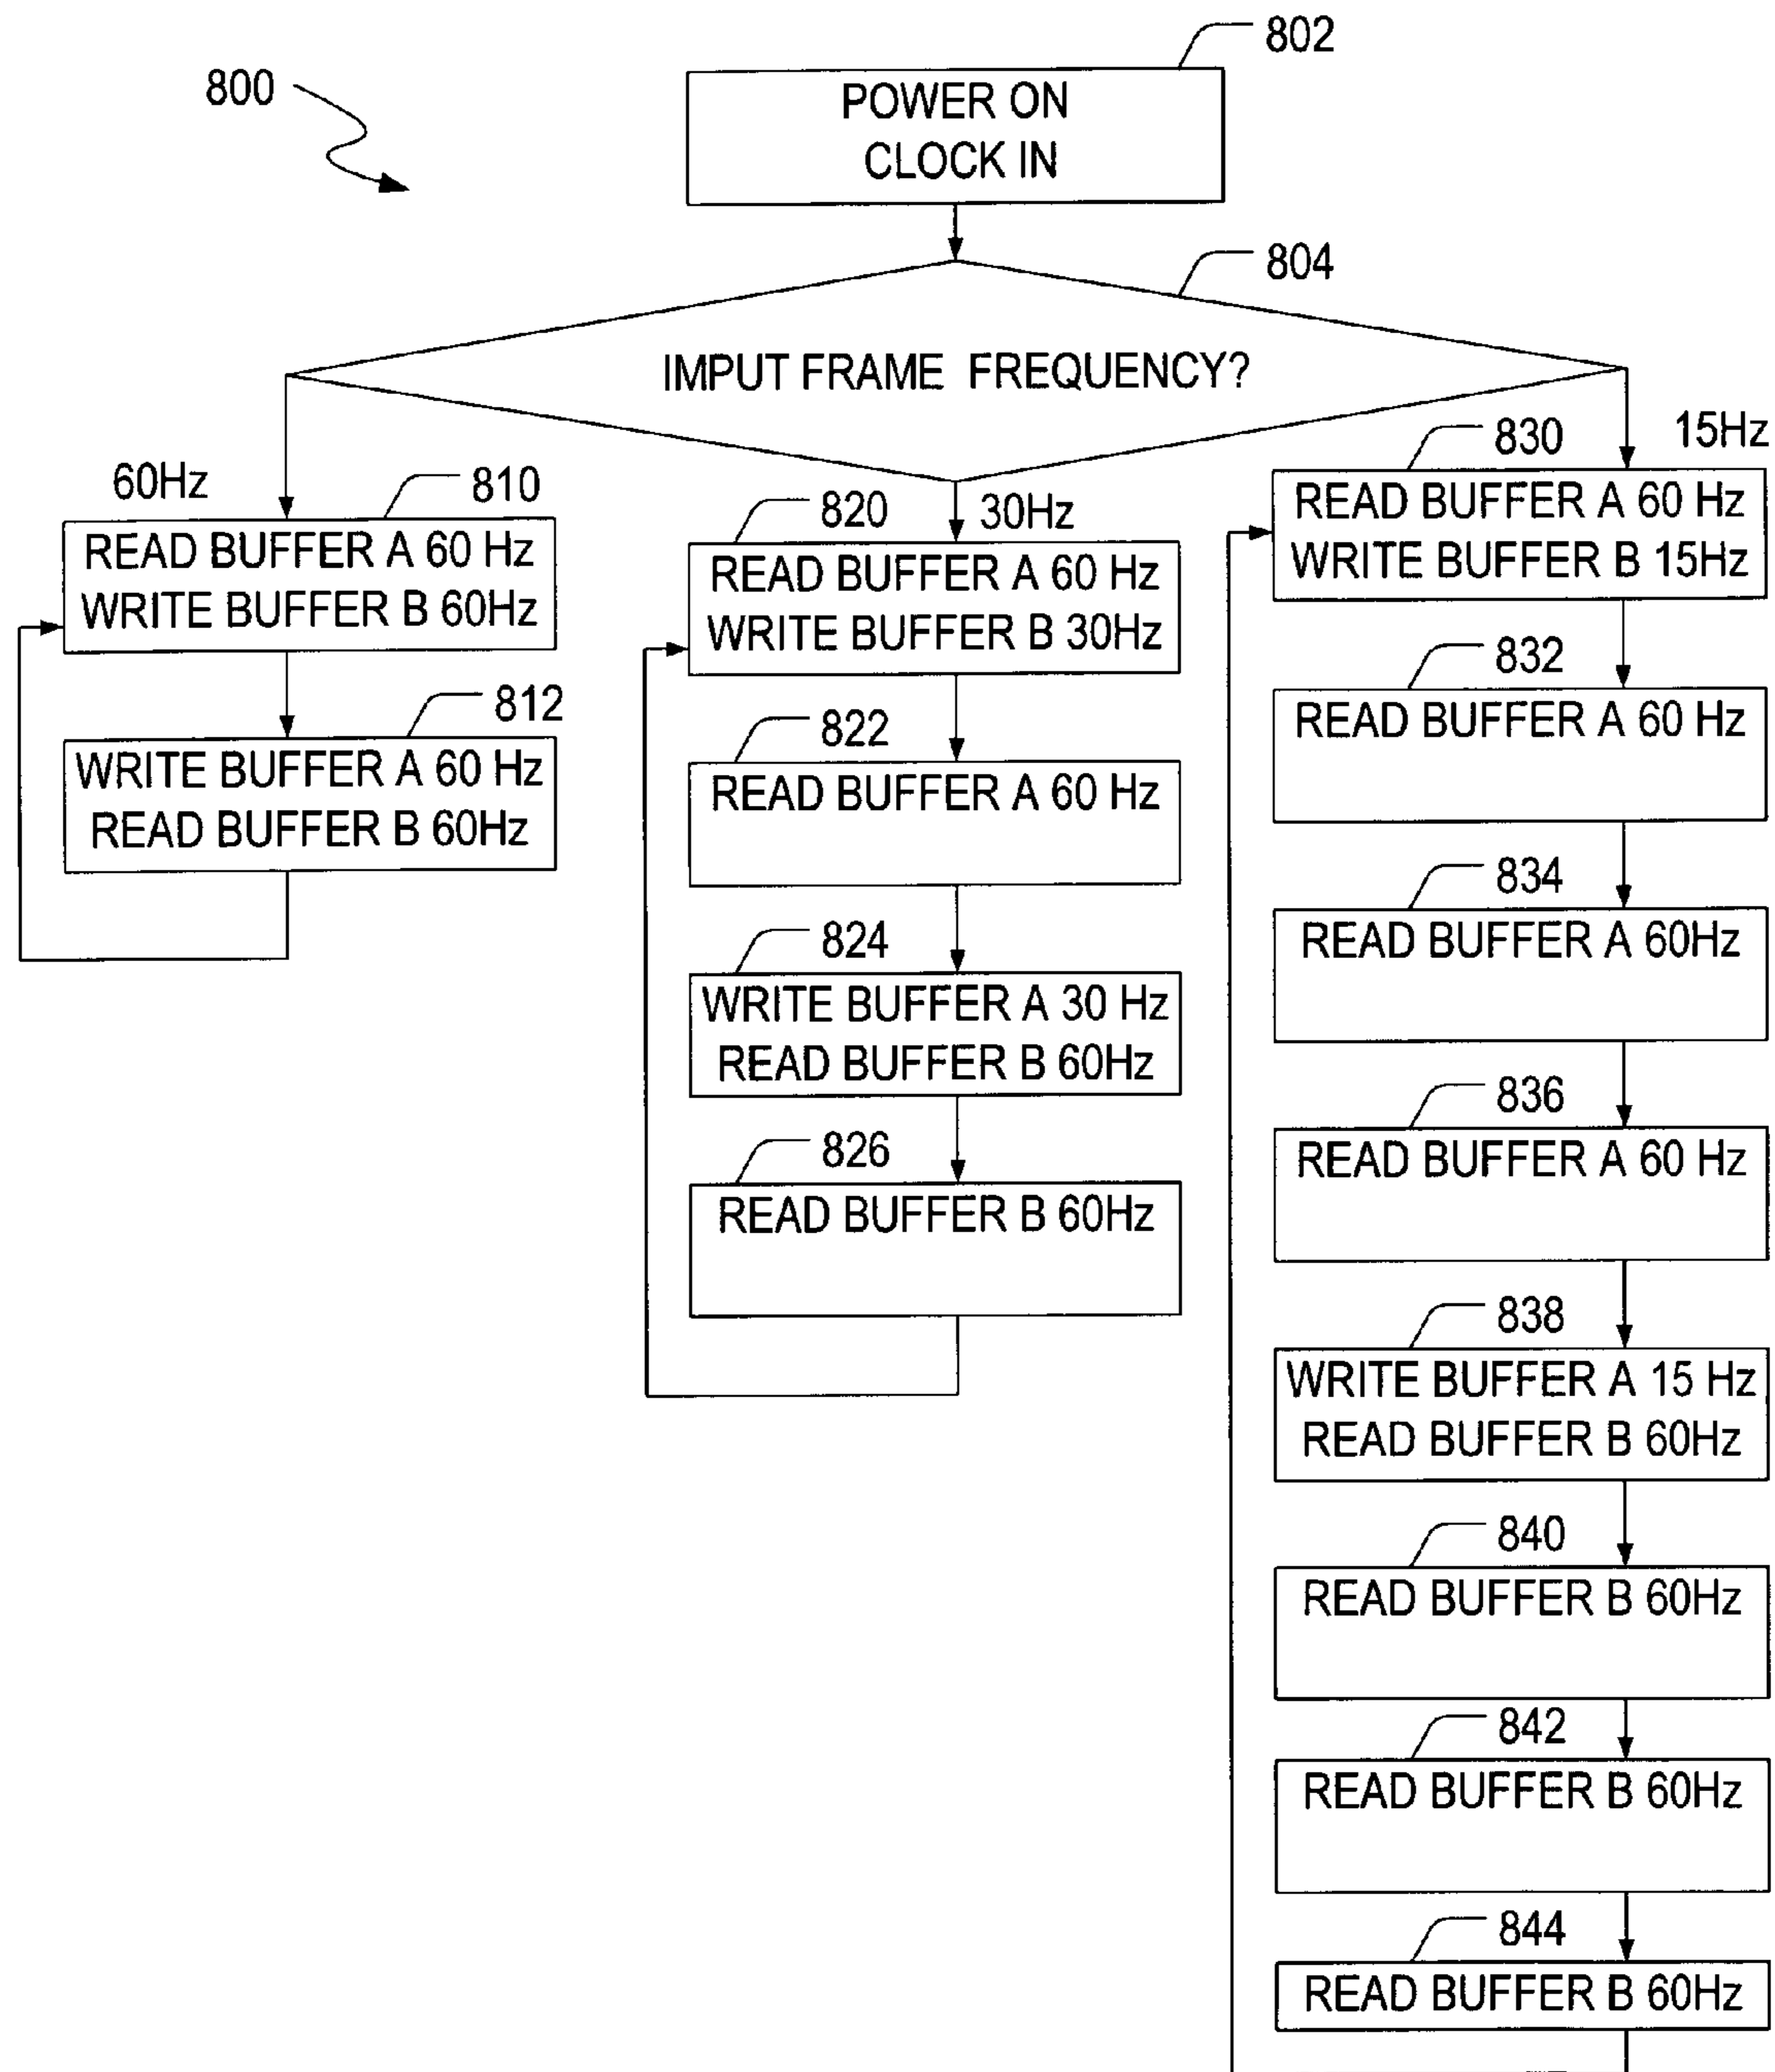 802
800
POWER ON
CLOCK IN
804
IMPUT FRAME FREQUENCY?
60Hz
810
READ BUFFER A 60 Hz
WRITE BUFFER B 60Hz
812
WRITE BUFFER A 60 Hz
READ BUFFER B 60Hz
820
30Hz
READ BUFFER A 60 Hz
WRITE BUFFER B 30Hz
822
READ BUFFER A 60 Hz
824
WRITE BUFFER A 30 Hz
READ BUFFER B 60Hz
826
READ BUFFER B 60Hz
830
15Hz
READ BUFFER A 60 Hz
WRITE BUFFER B 15Hz
832
READ BUFFER A 60 Hz
834
READ BUFFER A 60Hz
836
READ BUFFER A 60 Hz
838
WRITE BUFFER A 15 Hz
READ BUFFER B 60Hz
840
READ BUFFER B 60Hz
842
READ BUFFER B 60Hz
844
READ BUFFER B 60Hz